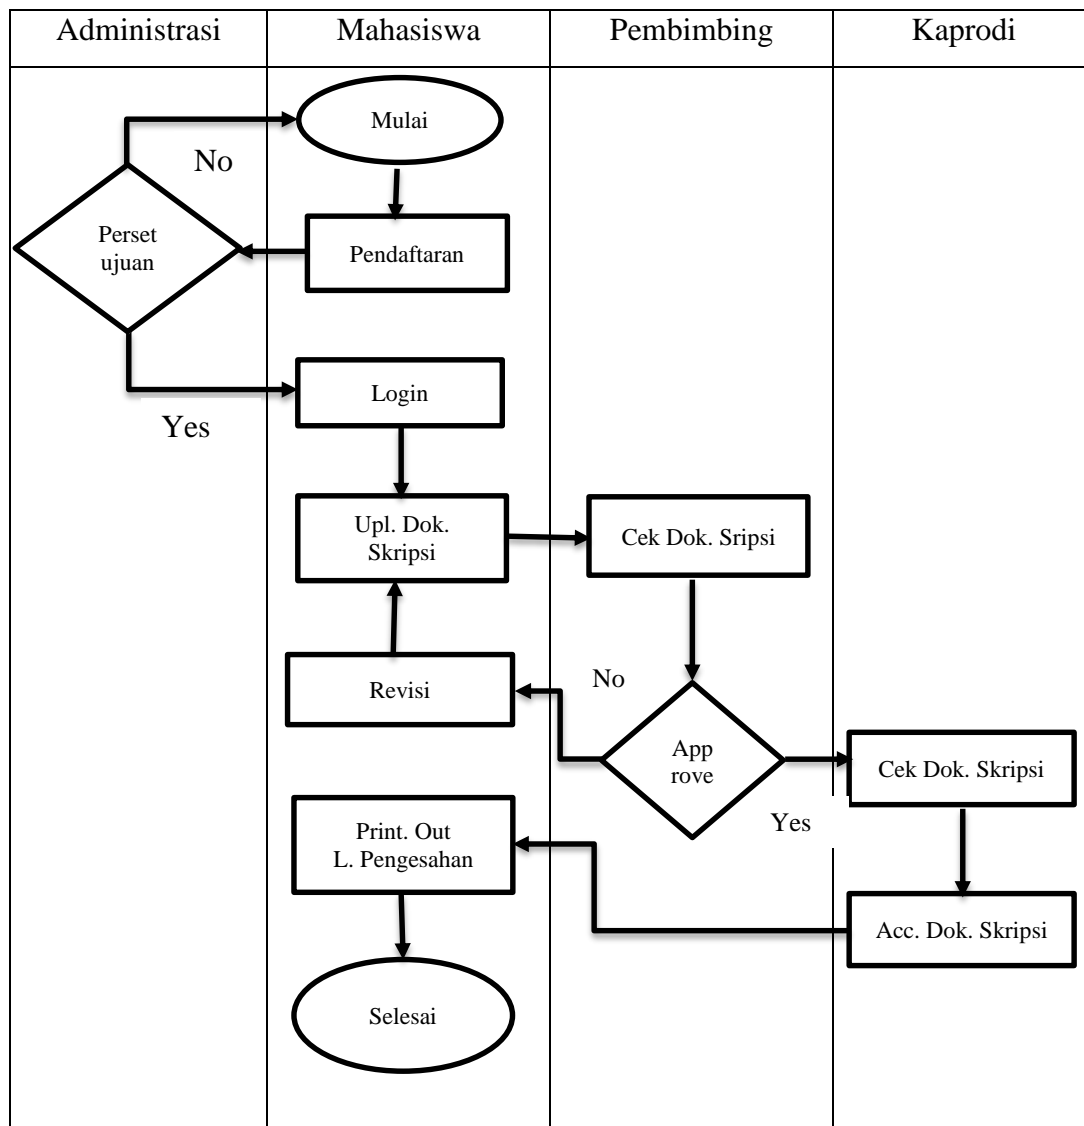 Administrasi
Mahasiswa
Pembimbing
Kaprodi
Mulai
No
Perset
ujuan
Pendaftaran
Login
Yes
Upl. Dok.
Skripsi
Cek Dok. Sripsi
Revisi
No
App
rove
Cek Dok. Skripsi
Yes
Print. Out
L. Pengesahan
Acc. Dok. Skripsi
Selesai